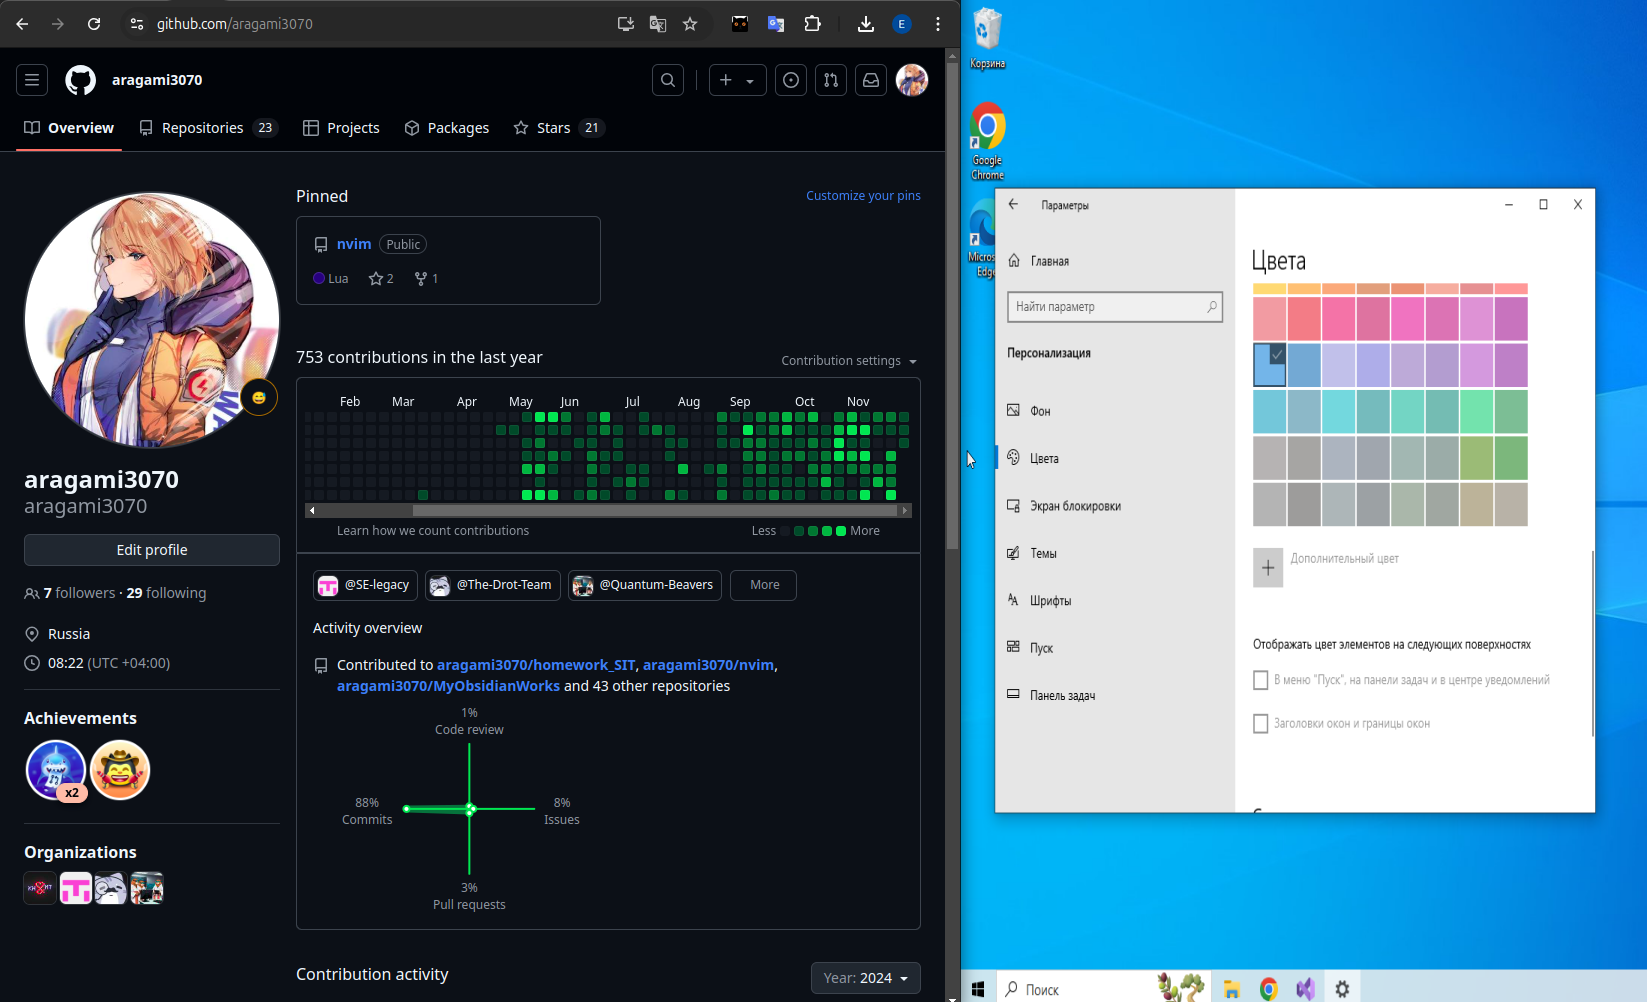 github.com/aragami3070
E
aragami3070
Overview
Repositories 23
Projects
Packages
Stars 21
Pinned
Customize your pins
nvim Public
Lua 2 1
753 contributions in the last year
Contribution settings
Feb Mar Apr May Jun Jul Aug Sep Oct Nov
Learn how we count contributions
Less More
@SE-legacy @The-Drot-Team @Quantum-Beavers More
Activity overview
Contributed to aragami3070/homework_SIT, aragami3070/nvim,
aragami3070/MyObsidianWorks and 43 other repositories
1%
Code review
88%
Commits
8%
Issues
3%
Pull requests
Contribution activity
Year: 2024
aragami3070
aragami3070
Edit profile
7 followers · 29 following
Russia
08:22 (UTC +04:00)
Achievements
x2
Organizations
Корзина
Google
Chrome
Edge
Параметры
Главная
Найти параметр
Персонализация
Фон
Цвета
Экран блокировки
Темы
Шрифты
Пуск
Панель задач
Цвета
Дополнительный цвет
Отображать цвет элементов на следующих поверхностях
В меню "Пуск", на панели задач и в центре уведомлений
Заголовки окон и границы окон
Поиск